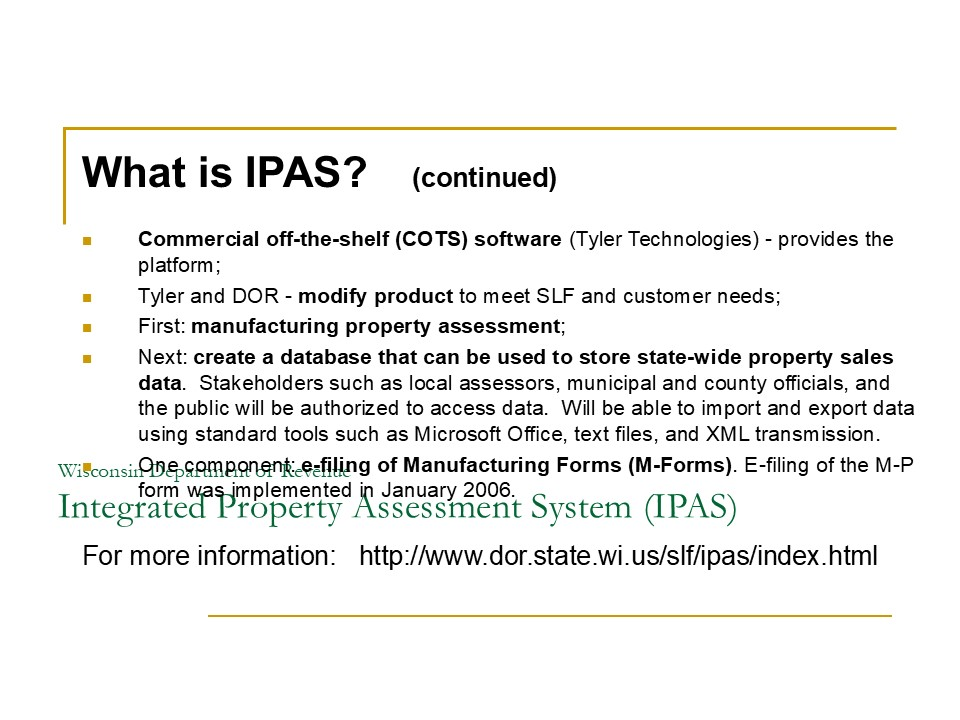 What is IPAS? (continued)
Commercial off-the-shelf (COTS) software (Tyler Technologies) - provides the
platform;
Tyler and DOR - modify product to meet SLF and customer needs;
First: manufacturing property assessment;
Next: create a database that can be used to store state-wide property sales
data.  Stakeholders such as local assessors, municipal and county officials, and
the public will be authorized to access data.  Will be able to import and export data
using standard tools such as Microsoft Office, text files, and XML transmission.
One component: e-filing of Manufacturing Forms (M-Forms). E-filing of the M-P
form was implemented in January 2006.
Wisconsin Department of Revenue
Integrated Property Assessment System (IPAS)
For more information:   http://www.dor.state.wi.us/slf/ipas/index.html